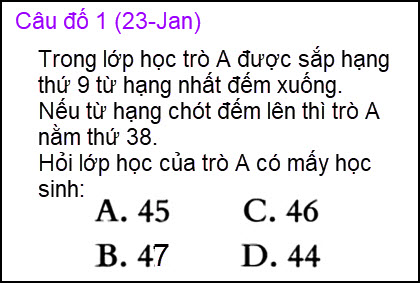 Câu đố 1 (23-Jan)
Trong lớp học trò A được sắp hạng
thứ 9 từ hạng nhất đếm xuống.
Nếu từ hạng chót đếm lên thì trò A
nằm thứ 38.
Hỏi lớp học của trò A có mấy học
sinh:
A. 45 C. 46
B. 47 D. 44